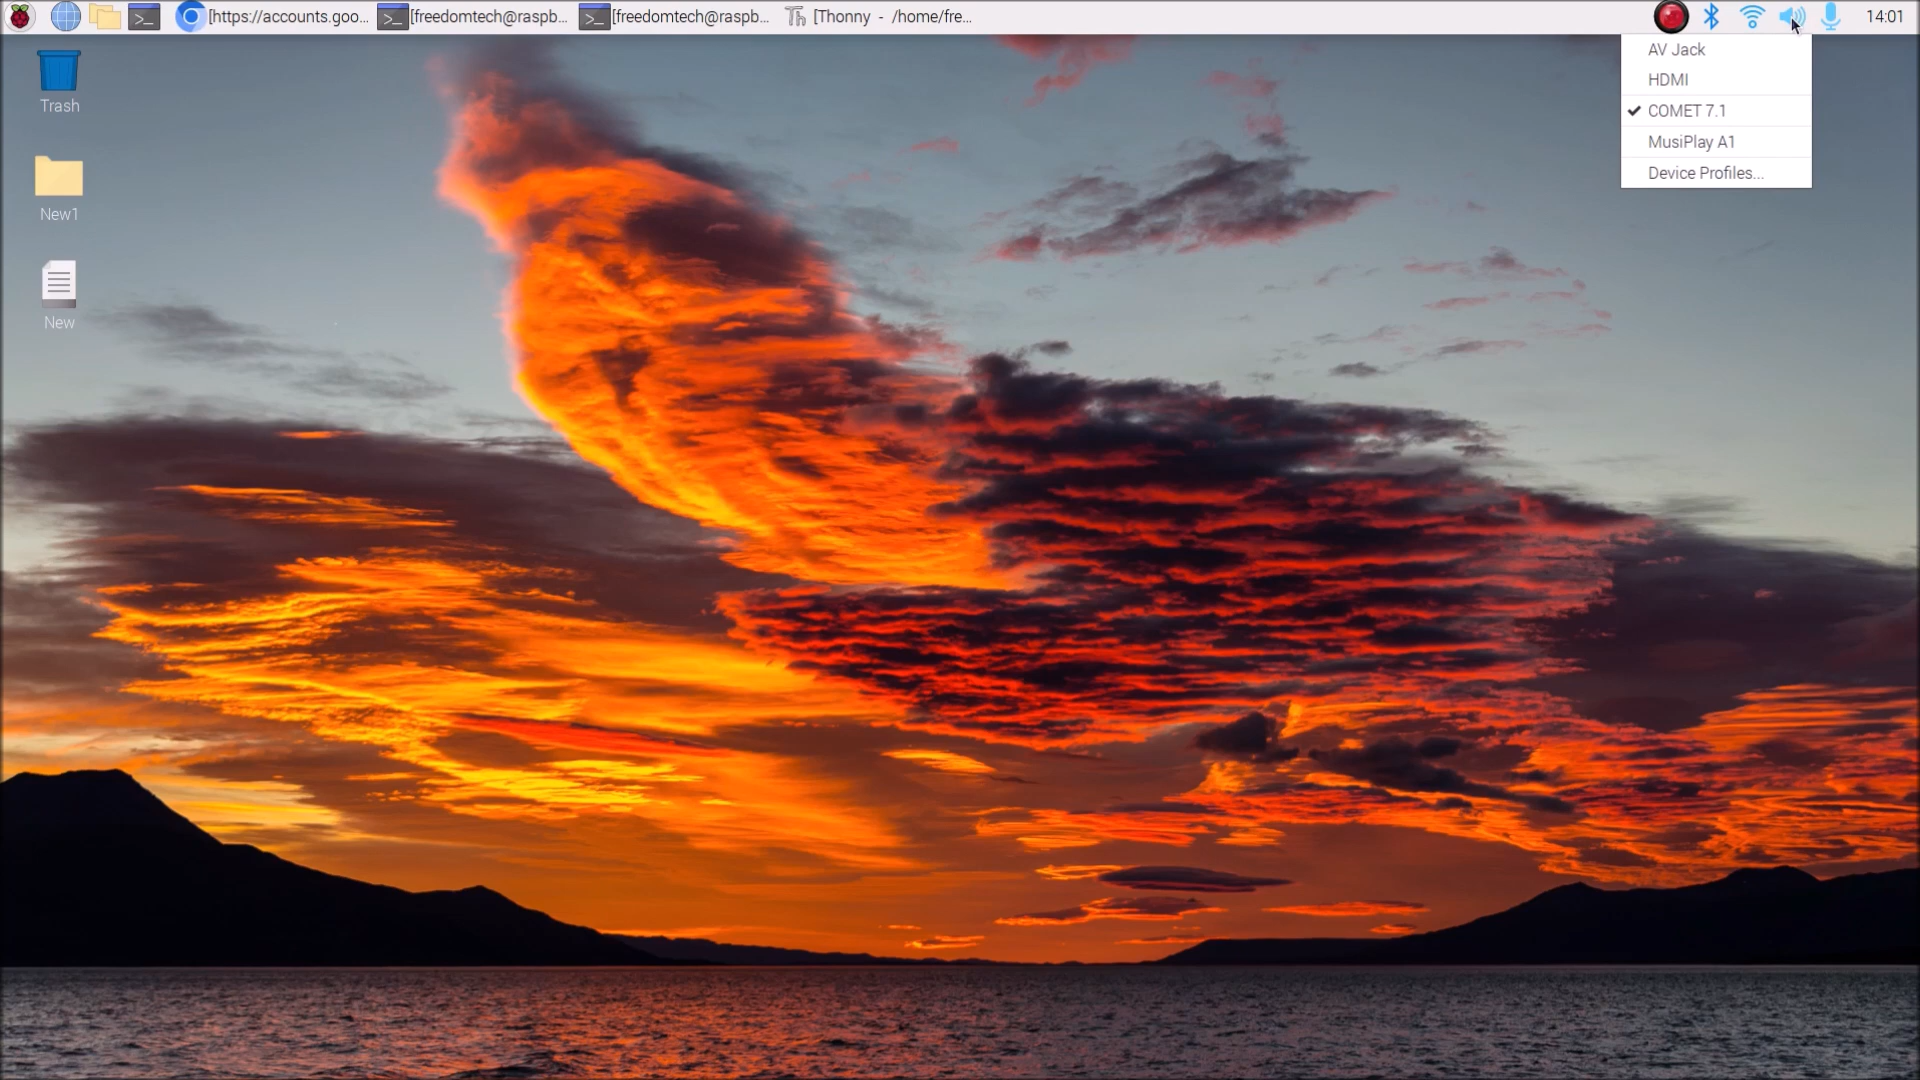 [https://accounts.goo...
[freedomtech@raspb...
[freedomtech@raspb...
Th
[Thonny - /home/fre...
14:01
AV Jack
HDMI
COMET 7.1
MusiPlay A1
Device Profiles...
Trash
New1
New